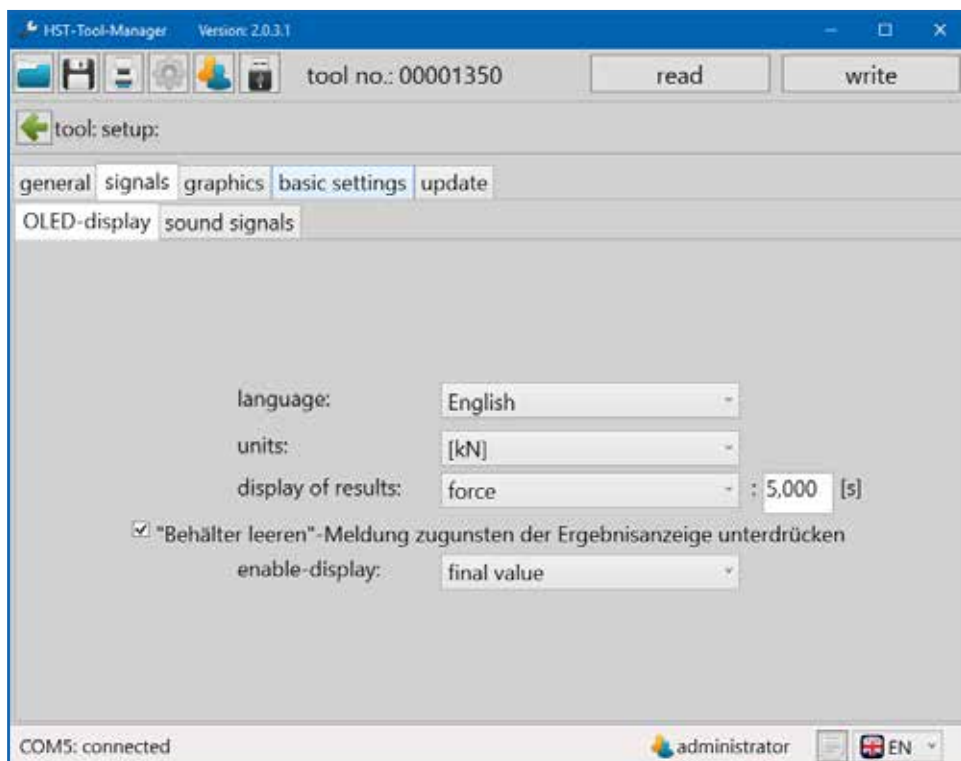 HST-Tool-Manager Version: 2.0.3.1
tool no.: 00001350 read write
tool: setup:
general signals graphics basic settings update
OLED-display sound signals
language: English
units: [kN]
display of results: force : 5,000 [s]
"Behälter leeren"-Meldung zugunsten der Ergebnisanzeige unterdrücken
enable-display: final value
COM5: connected administrator EN